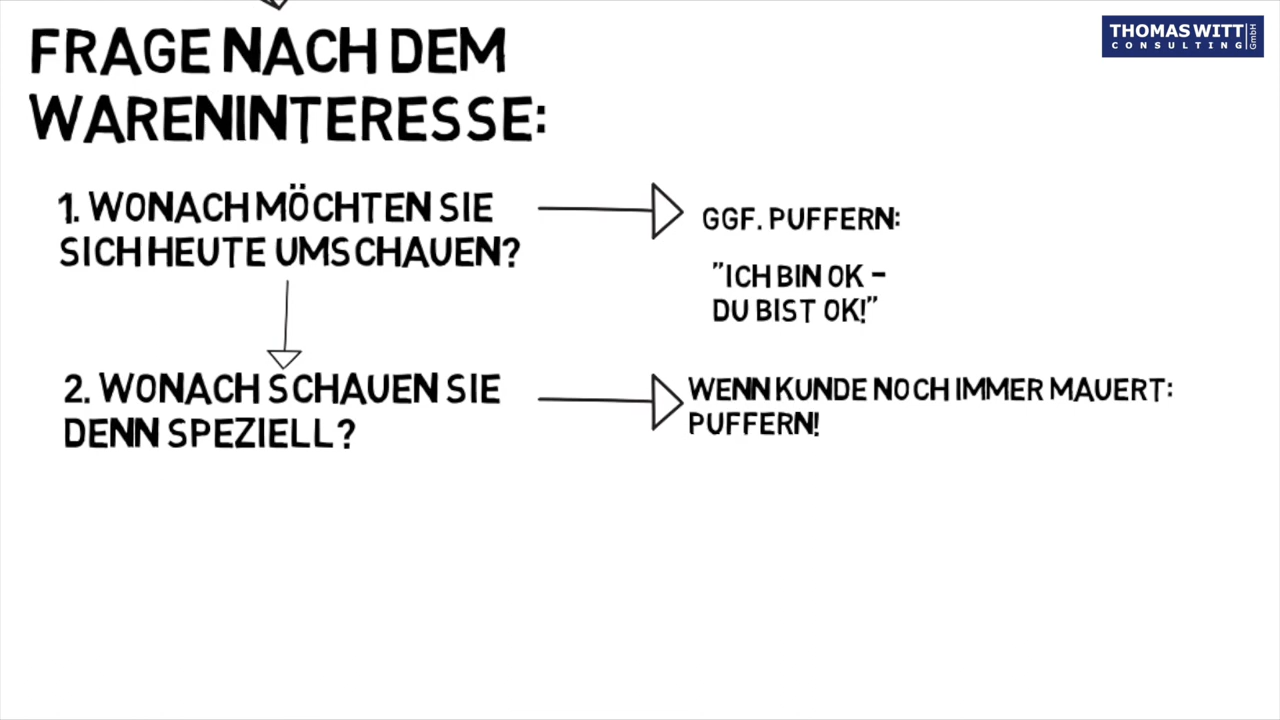 FRAGE NACH DEM
WARENINTERESSE:
THOMAS WITT
CONSULTING
GmbH
1. WONACH MÖCHTEN SIE
SICH HEUTE UMSCHAUEN?
GGF. PUFFERN:
"ICH BIN OK -
DU BIST OK!"
2. WONACH SCHAUEN SIE
DENN SPEZIELL?
WENN KUNDE NOCH IMMER MAUERT:
PUFFERN!